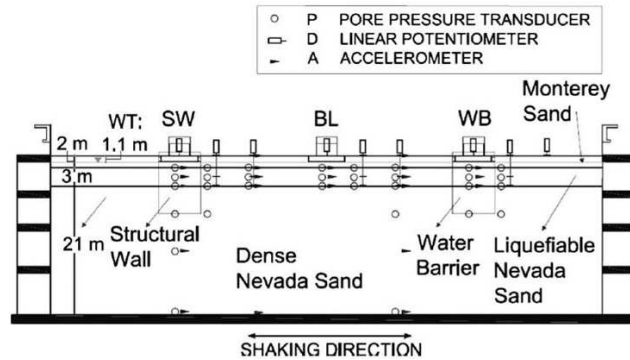 P PORE PRESSURE TRANSDUCER
D LINEAR POTENTIOMETER
A ACCELEROMETER
Monterey
Sand
WT: SW BL WB
2 m 1.1 m
3 m
21 m Structural
Wall
Dense
Nevada Sand
Water
Barrier
Liquefiable
Nevada
Sand
SHAKING DIRECTION